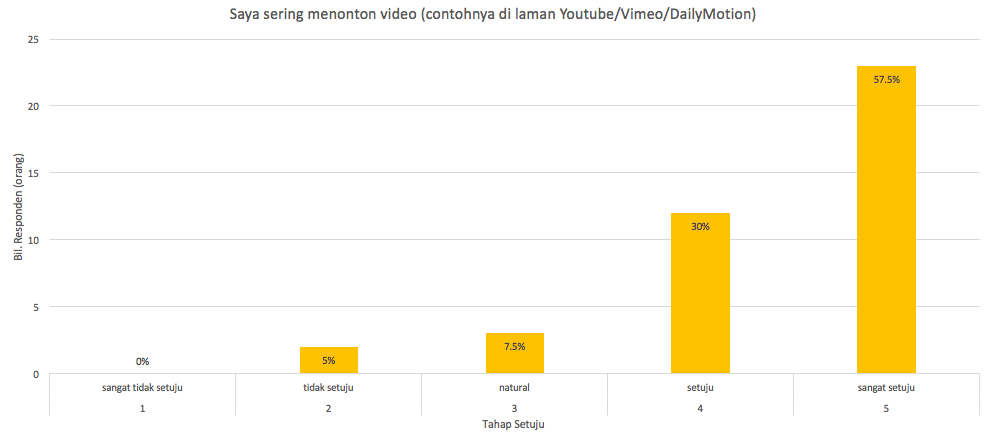 Saya sering menonton video (contohnya di laman Youtube/Vimeo/DailyMotion)
25
20
15
10
5
0
Bil. Responden (orang)
0%
5%
7.5%
30%
57.5%
sangat tidak setuju
tidak setuju
natural
setuju
sangat setuju
1
2
3
4
5
Tahap Setuju